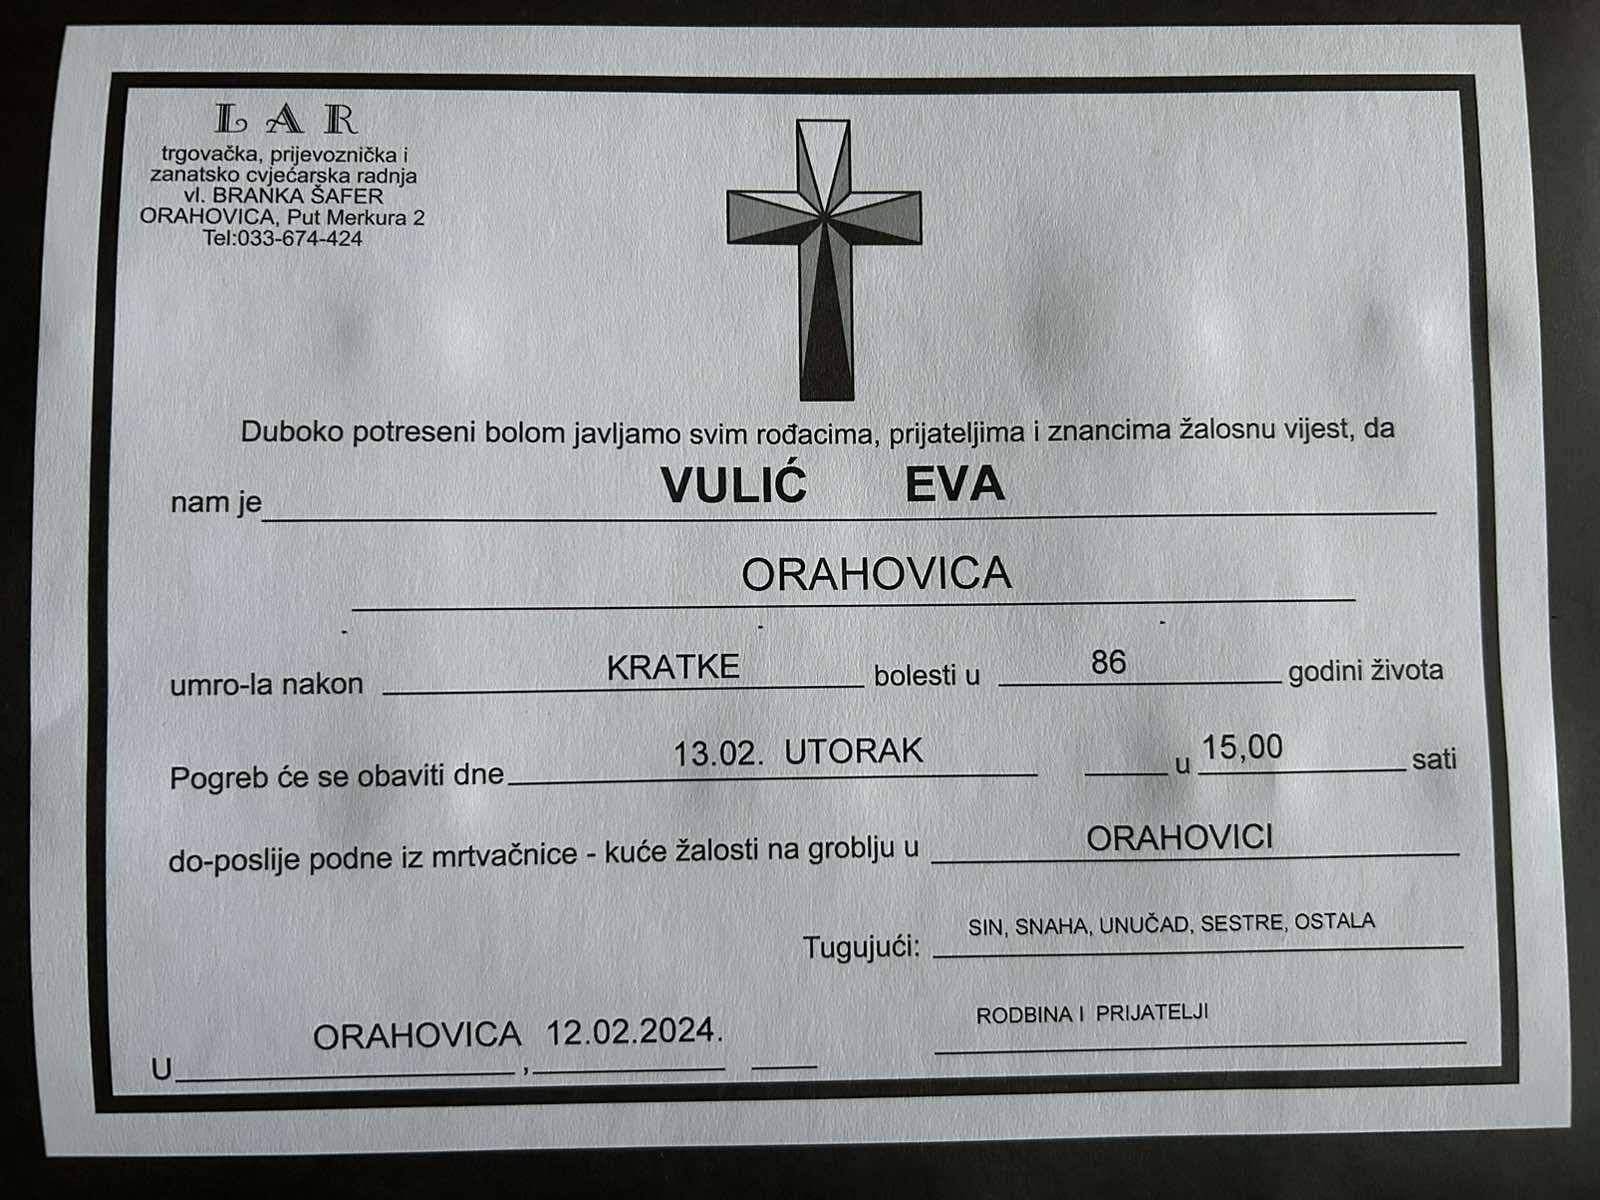 LAR
trgovačka, prijevoznička i
zanatsko cvjećarska radnja
vl. BRANKA ŠAFER
ORAHOVICA, Put Merkura 2
Tel:033-674-424
Duboko potreseni bolom javljamo svim rođacima, prijateljima i znancima žalosnu vijest, da
nam je VULIĆ EVA
ORAHOVICA
umro-la nakon KRATKE bolesti u 86 godini života
Pogreb će se obaviti dne 13.02. UTORAK u 15,00 sati
do-poslije podne iz mrtvačnice - kuće žalosti na groblju u ORAHOVICI
Tugujući: SIN, SNAHA, UNUČAD, SESTRE, OSTALA
RODBINA I PRIJATELJI
U ORAHOVICA, 12.02.2024.